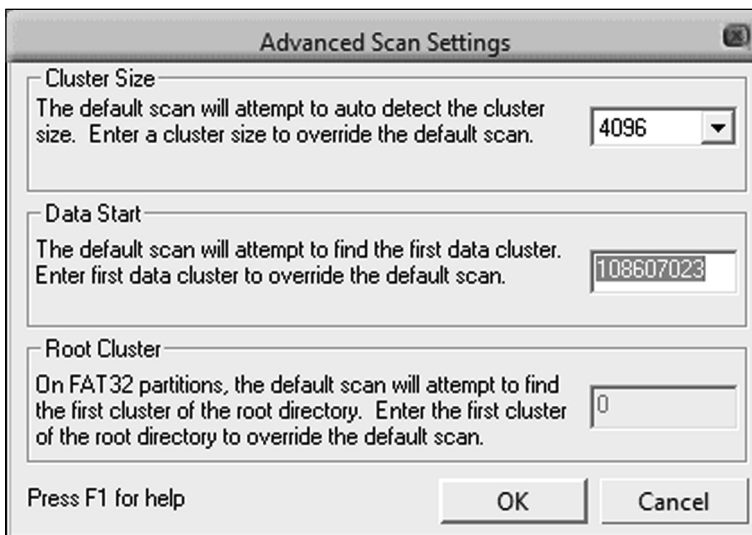 Advanced Scan Settings
Cluster Size
The default scan will attempt to auto detect the cluster
size.  Enter a cluster size to override the default scan.
4096
Data Start
The default scan will attempt to find the first data cluster.
Enter first data cluster to override the default scan.
108607023
Root Cluster
On FAT32 partitions, the default scan will attempt to find
the first cluster of the root directory.  Enter the first cluster
of the root directory to override the default scan.
0
Press F1 for help
OK
Cancel